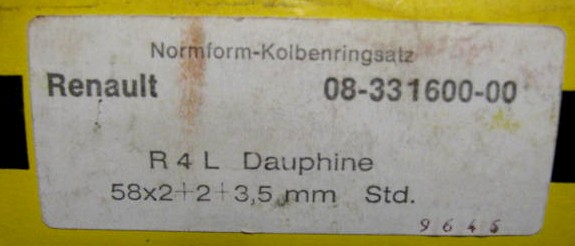 Normform-Kolbenringsatz
Renault 08-331600-00
R 4 L Dauphine
58x2+2+3,5 mm Std.
9645